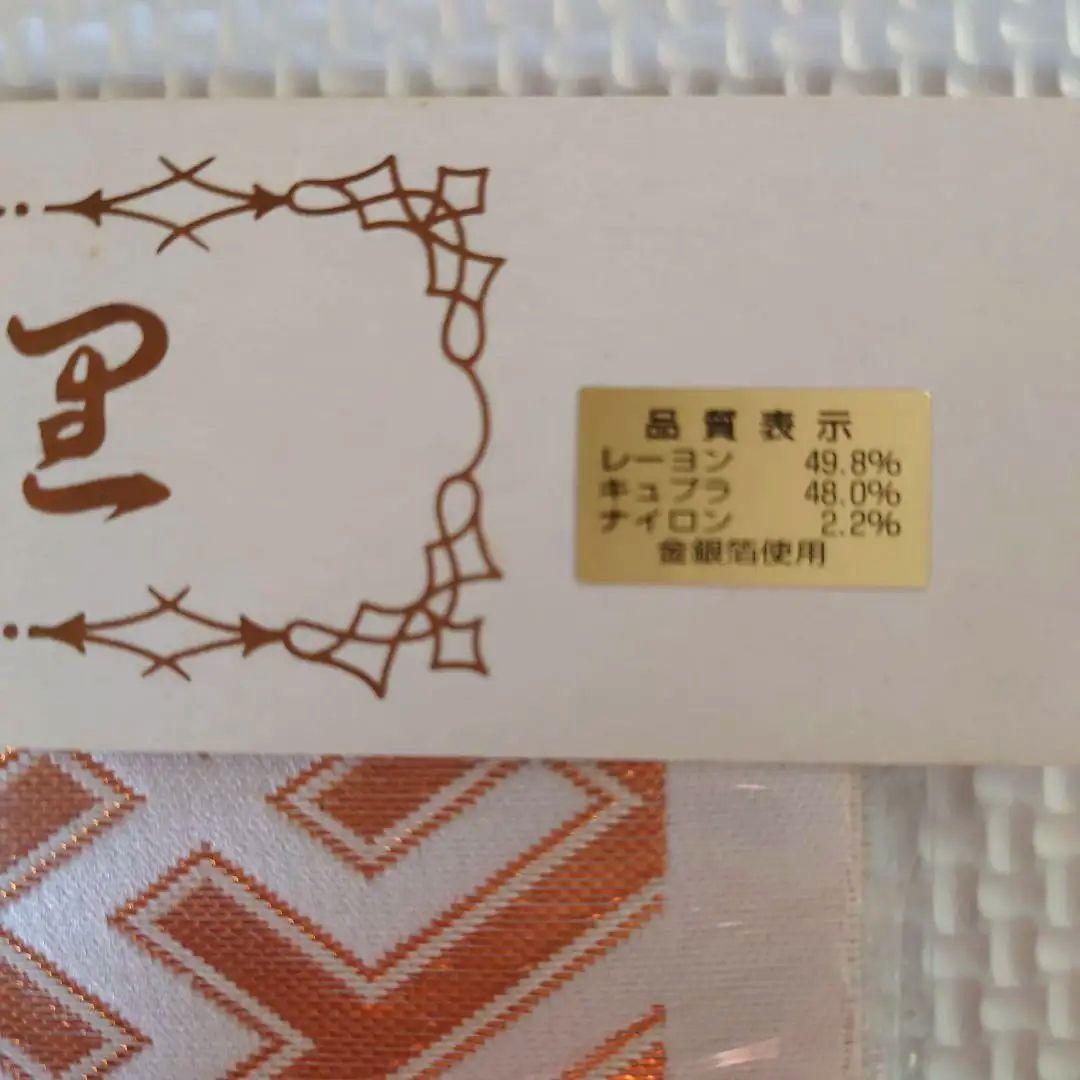 品質表示
レーヨン 49.8%
キュプラ 48.0%
ナイロン 2.2%
金銀箔使用